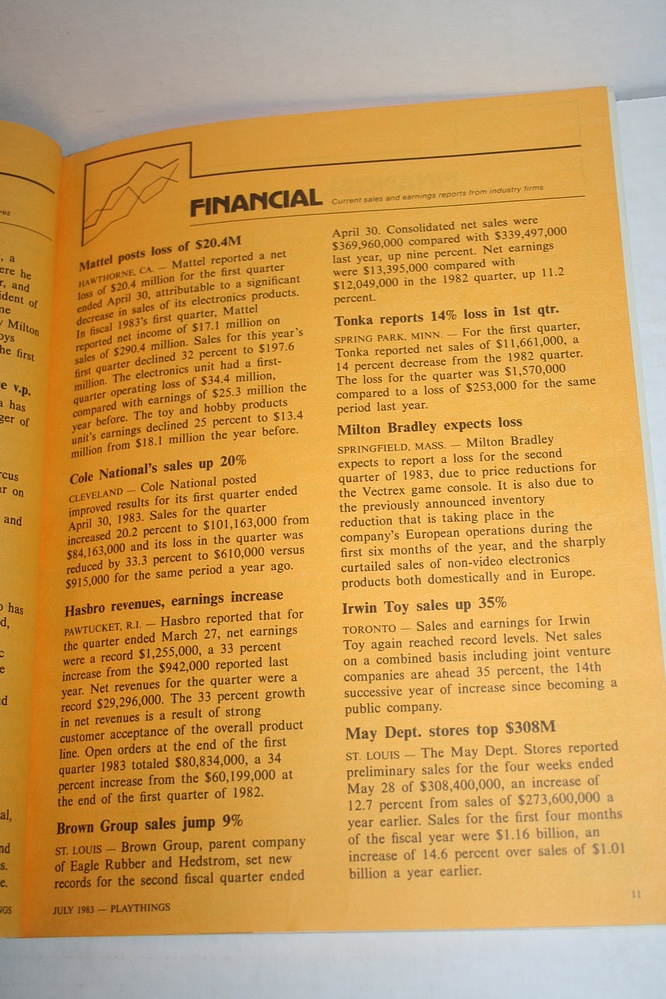 FINANCIAL
Current sales and earnings reports from industry firms
Mattel posts loss of $20.4M
HAWTHORNE, CA. — Mattel reported a net
loss of $20.4 million for the first quarter
ended April 30, attributable to a significant
decrease in sales of its electronics products.
In fiscal 1983's first quarter, Mattel
reported net income of $17.1 million on
sales of $290.4 million. Sales for this year's
first quarter declined 32 percent to $197.6
million. The electronics unit had a first-
quarter operating loss of $34.4 million,
compared with earnings of $25.3 million the
year before. The toy and hobby products
unit's earnings declined 25 percent to $13.4
million from $18.1 million the year before.
Cole National's sales up 20%
CLEVELAND — Cole National posted
improved results for its first quarter ended
April 30, 1983. Sales for the quarter
increased 20.2 percent to $101,163,000 from
$84,163,000 and its loss in the quarter was
reduced by 33.3 percent to $610,000 versus
$915,000 for the same period a year ago.
Hasbro revenues, earnings increase
PAWTUCKET, R.I. — Hasbro reported that for
the quarter ended March 27, net earnings
were a record $1,255,000, a 33 percent
increase from the $942,000 reported last
year. Net revenues for the quarter were a
record $29,296,000. The 33 percent growth
in net revenues is a result of strong
customer acceptance of the overall product
line. Open orders at the end of the first
quarter 1983 totaled $80,834,000, a 34
percent increase from the $60,199,000 at
the end of the first quarter of 1982.
Brown Group sales jump 9%
ST. LOUIS — Brown Group, parent company
of Eagle Rubber and Hedstrom, set new
records for the second fiscal quarter ended
April 30. Consolidated net sales were
$369,960,000 compared with $339,497,000
last year, up nine percent. Net earnings
were $13,395,000 compared with
$12,049,000 in the 1982 quarter, up 11.2
percent.
Tonka reports 14% loss in 1st qtr.
SPRING PARK, MINN. — For the first quarter,
Tonka reported net sales of $11,661,000, a
14 percent decrease from the 1982 quarter.
The loss for the quarter was $1,570,000
compared to a loss of $253,000 for the same
period last year.
Milton Bradley expects loss
SPRINGFIELD, MASS. — Milton Bradley
expects to report a loss for the second
quarter of 1983, due to price reductions for
the Vectrex game console. It is also due to
the previously announced inventory
reduction that is taking place in the
company's European operations during the
first six months of the year, and the sharply
curtailed sales of non-video electronics
products both domestically and in Europe.
Irwin Toy sales up 35%
TORONTO — Sales and earnings for Irwin
Toy again reached record levels. Net sales
on a combined basis including joint venture
companies are ahead 35 percent, the 14th
successive year of increase since becoming a
public company.
May Dept. stores top $308M
ST. LOUIS — The May Dept. Stores reported
preliminary sales for the four weeks ended
May 28 of $308,400,000, an increase of
12.7 percent from sales of $273,600,000 a
year earlier. Sales for the first four months
of the fiscal year were $1.16 billion, an
increase of 14.6 percent over sales of $1.01
billion a year earlier.
JULY 1983 — PLAYTHINGS
11